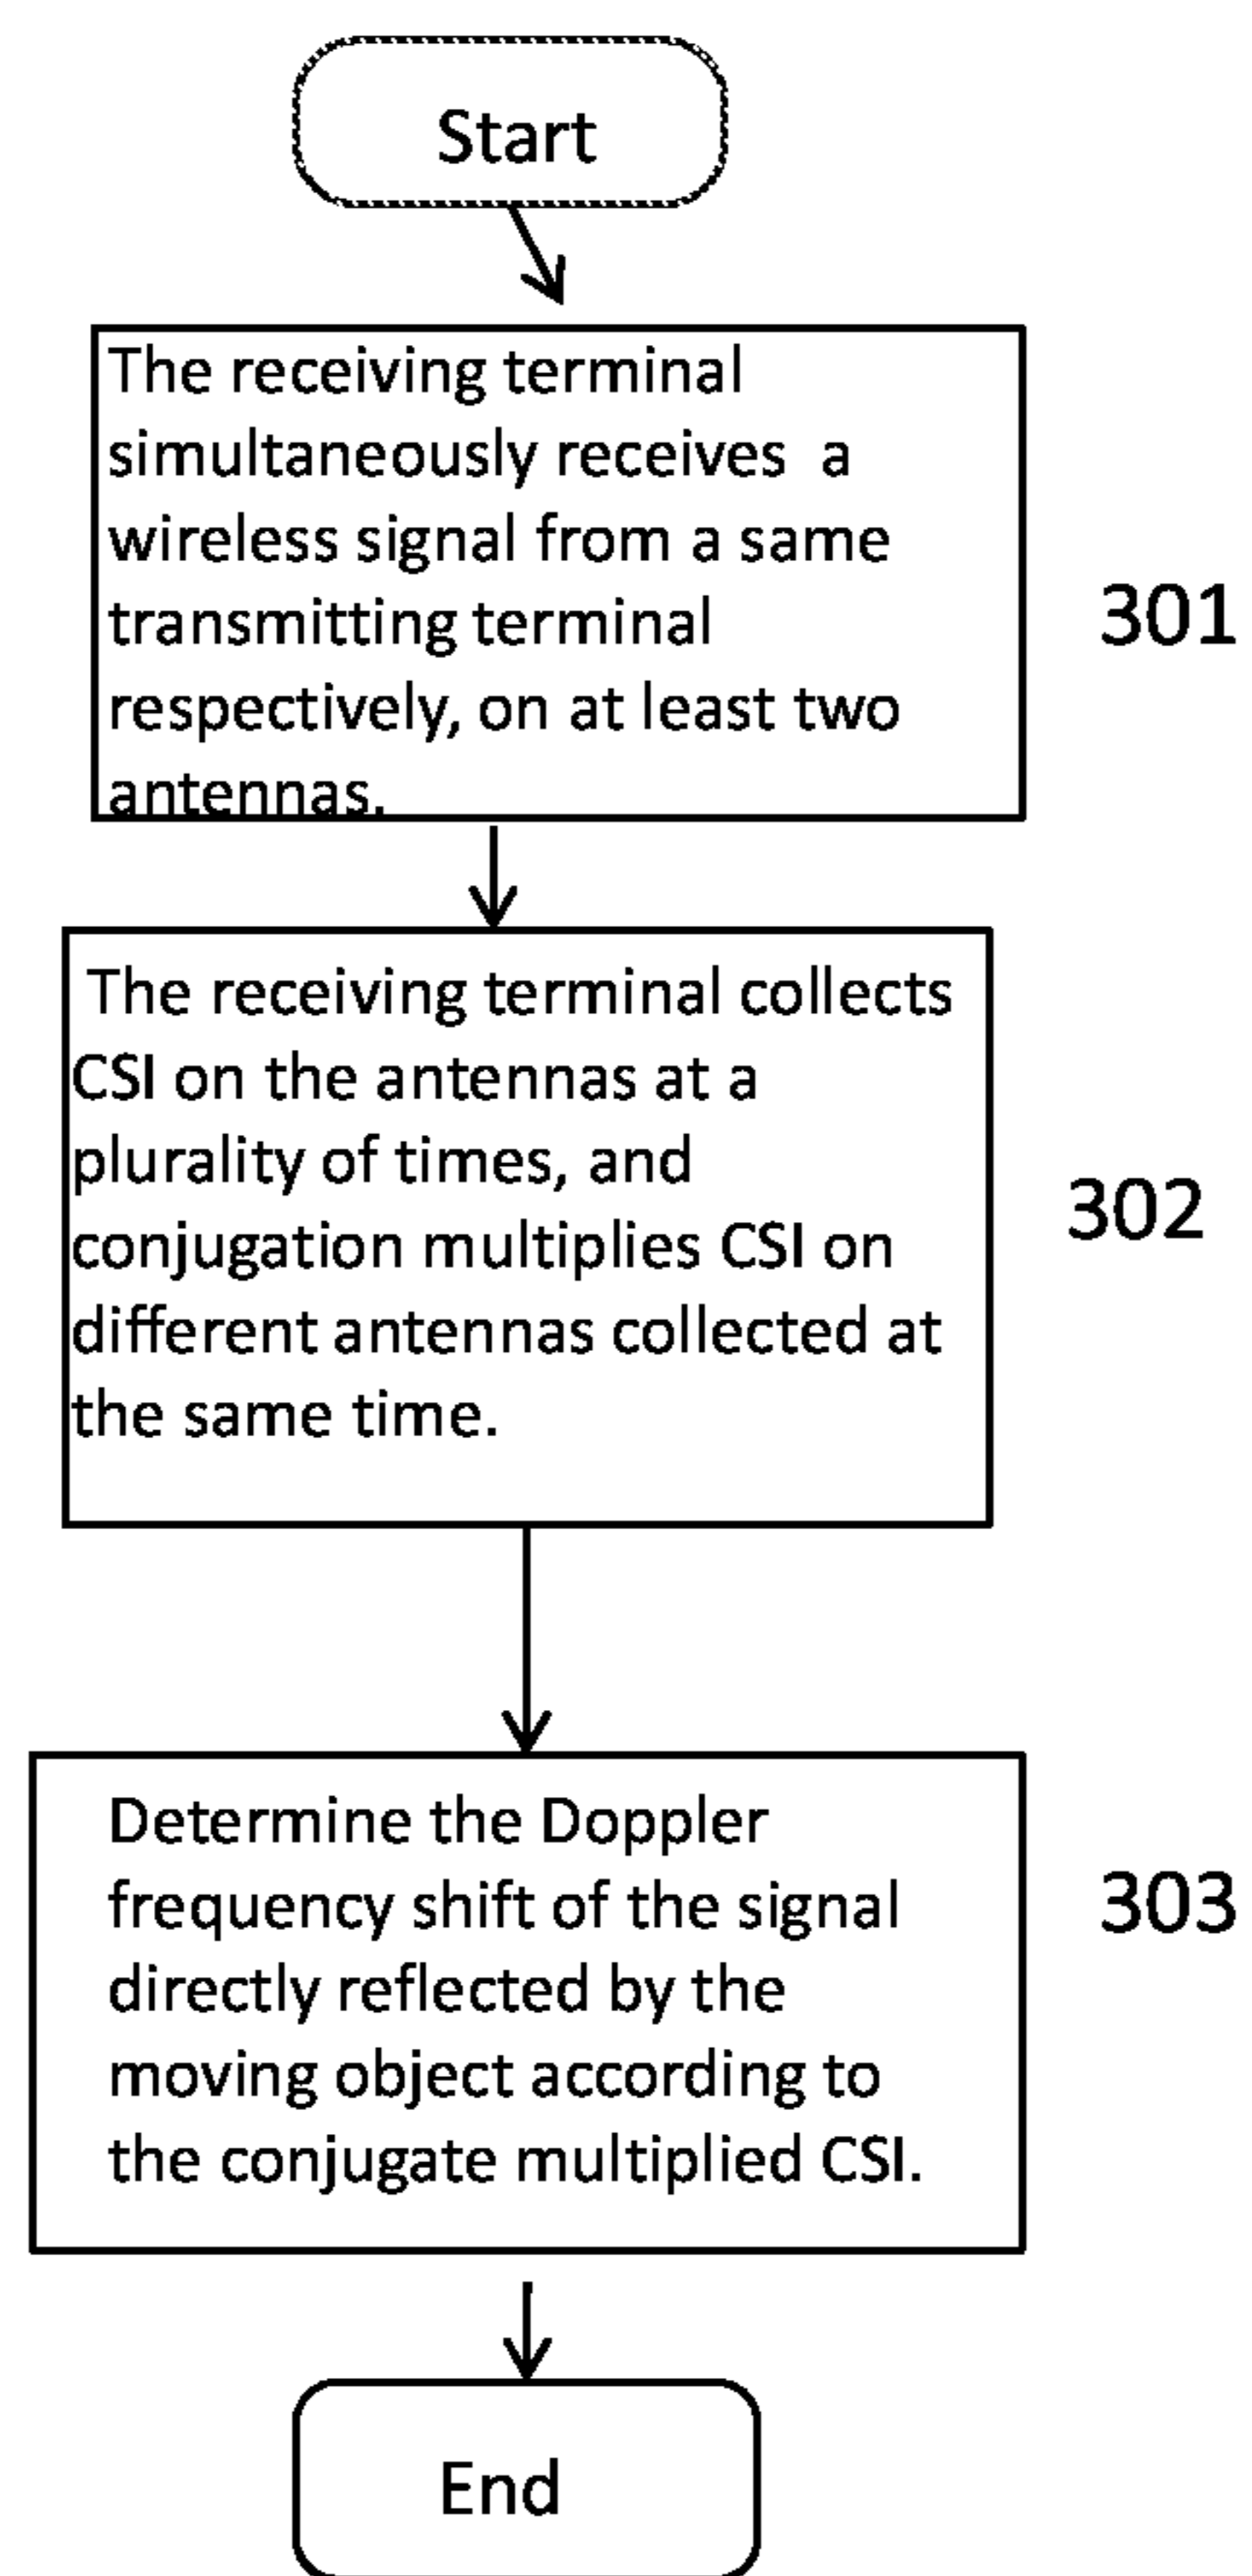 Start
The receiving terminal
simultaneously receives a
wireless signal from a same
transmitting terminal
respectively, on at least two
antennas.
301
The receiving terminal collects
CSI on the antennas at a
plurality of times, and
conjugation multiplies CSI on
different antennas collected at
the same time.
302
Determine the Doppler
frequency shift of the signal
directly reflected by the
moving object according to
the conjugate multiplied CSI.
303
End